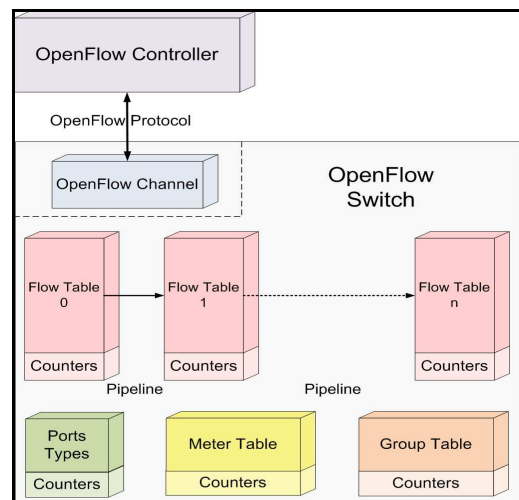 OpenFlow Controller
OpenFlow Protocol
OpenFlow Channel
OpenFlow
Switch
Flow Table
0
Counters
Flow Table
1
Counters
Flow Table
n
Counters
Pipeline
Pipeline
Ports
Types
Counters
Meter Table
Counters
Group Table
Counters